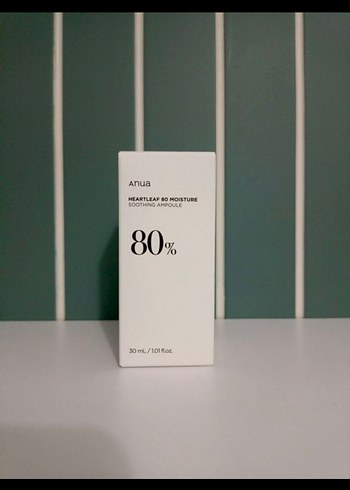 Anua
HEARTLEAF 80 MOISTURE
SOOTHING AMPOULE
80%
30 mL / 1.01 fl.oz.